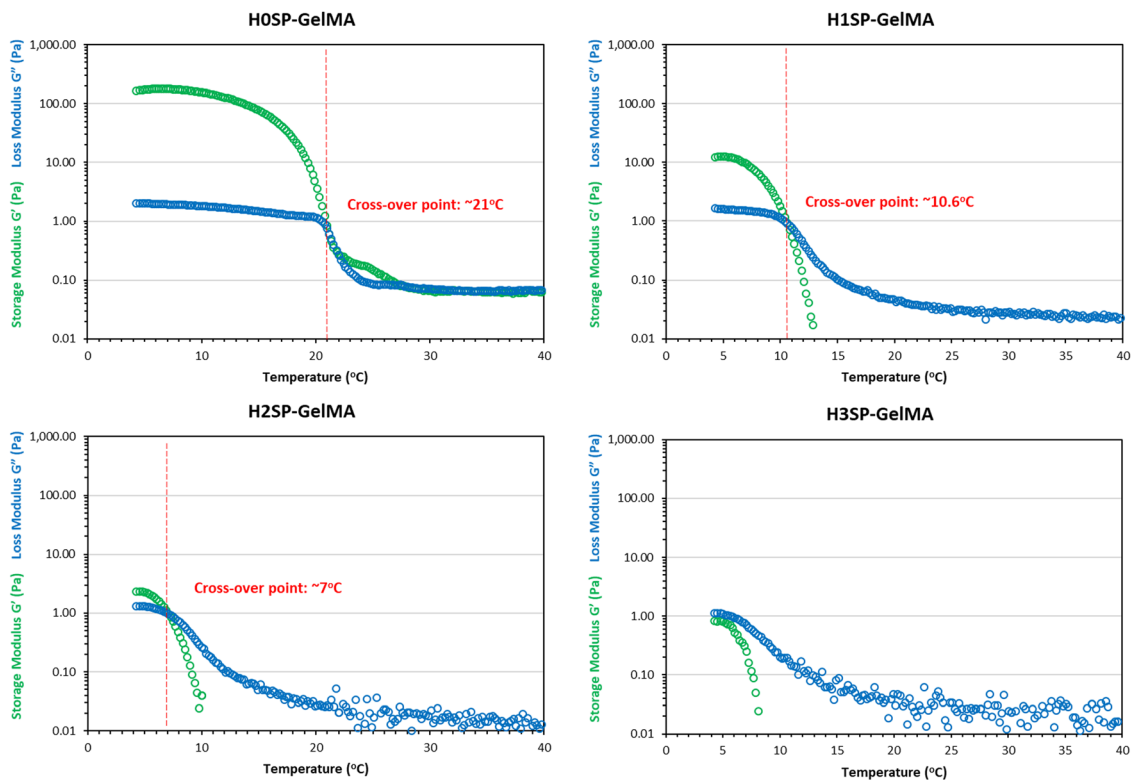 H0SP-GelMA
Storage Modulus G' (Pa) Loss Modulus G" (Pa)
1,000.00
100.00
10.00
1.00
0.10
0.01
Cross-over point: ~21°C
0 10 20 30 40
Temperature (°C)
H1SP-GelMA
Storage Modulus G' (Pa) Loss Modulus G" (Pa)
1,000.00
100.00
10.00
1.00
0.10
0.01
Cross-over point: ~10.6°C
0 5 10 15 20 25 30 35 40
Temperature (°C)
H2SP-GelMA
Storage Modulus G' (Pa) Loss Modulus G" (Pa)
1,000.00
100.00
10.00
1.00
0.10
0.01
Cross-over point: ~7°C
0 10 20 30 40
Temperature (°C)
H3SP-GelMA
Storage Modulus G' (Pa) Loss Modulus G" (Pa)
1,000.00
100.00
10.00
1.00
0.10
0.01
0 5 10 15 20 25 30 35 40
Temperature (°C)